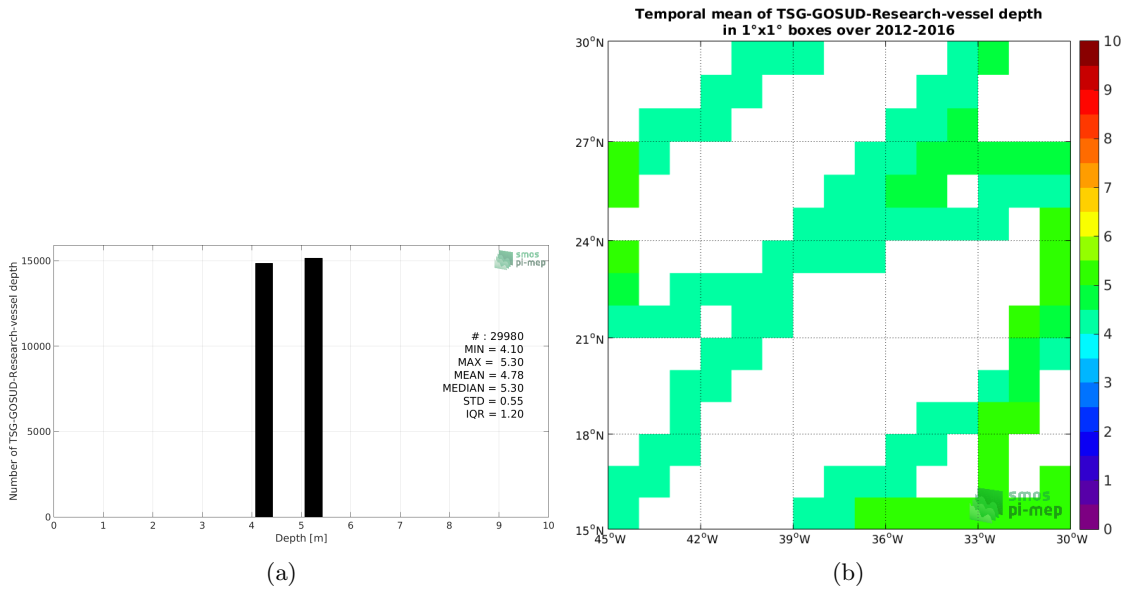 Number of TSG-GOSUD-Research-vessel depth
15000
10000
5000
0
0 1 2 3 4 5 6 7 8 9 10
Depth [m]
smos
pi-mep
# : 29980
MIN = 4.10
MAX = 5.30
MEAN = 4.78
MEDIAN = 5.30
STD = 0.55
IQR = 1.20
(a)
Temporal mean of TSG-GOSUD-Research-vessel depth
in 1°x1° boxes over 2012-2016
30°N
27°N
24°N
21°N
18°N
15°N
45°W 42°W 39°W 36°W 33°W 30°W
smos
pi-mep
10
9
8
7
6
5
4
3
2
1
0
(b)